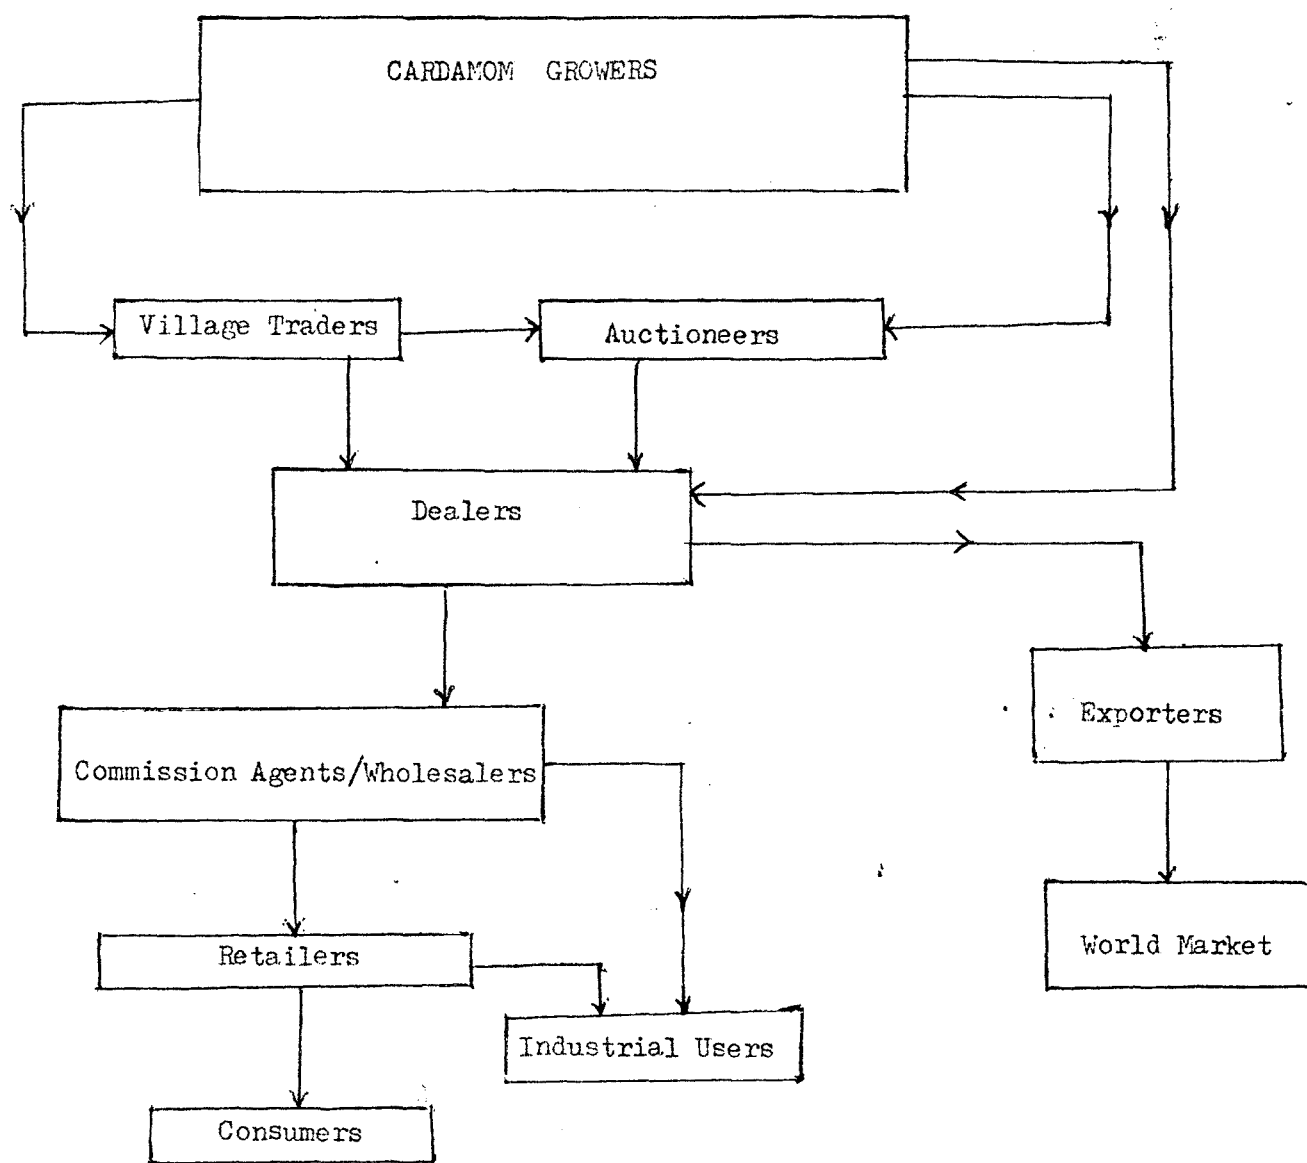 CARDAMOM GROWERS
Village Traders
Auctioneers
Dealers
Exporters
Commission Agents/Wholesalers
Retailers
World Market
Industrial Users
Consumers